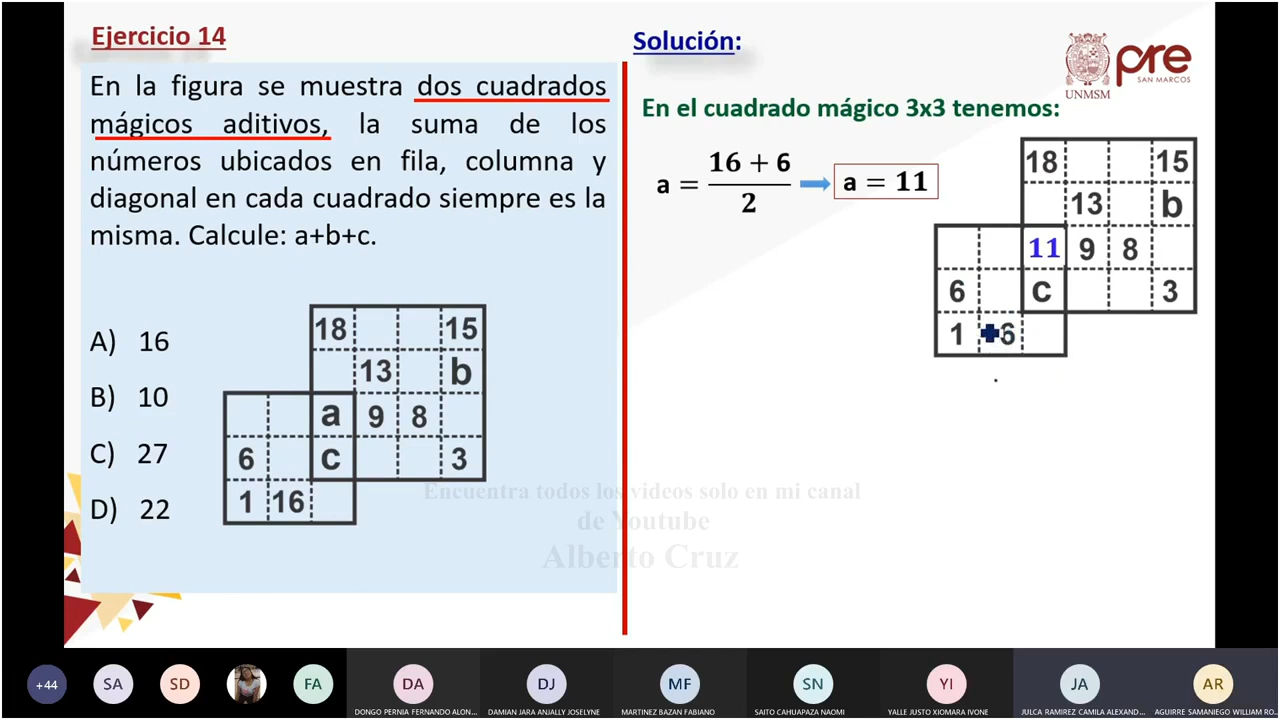 Ejercicio 14
En la figura se muestra dos cuadrados
mágicos aditivos, la suma de los
números ubicados en fila, columna y
diagonal en cada cuadrado siempre es la
misma. Calcule: a+b+c.
A) 16
B) 10
C) 27
D) 22
18 15
13 b
a 9 8
6 c 3
1 16
Solución:
pre
SAN MARCOS
UNMSM
En el cuadrado mágico 3x3 tenemos:
a = (16 + 6)/2 → a = 11
18 15
13 b
11 9 8
6 c 3
1 6
Encuentra todos los videos solo en mi canal
de Youtube
Alberto Cruz
+44 SA SD FA DA DJ MF SN YI JA AR
DONGO PERNIA FERNANDO ALON... DAMIAN JARA ANJALLY JOSELYNE MARTINEZ BAZAN FABIANO SAITO CAHUAPAZA NAOMI YALLE JUSTO XIOMARA IVONE JULCA RAMIREZ CAMILA ALEXAND... AGUIRRE SAMANIEGO WILLIAM RO...